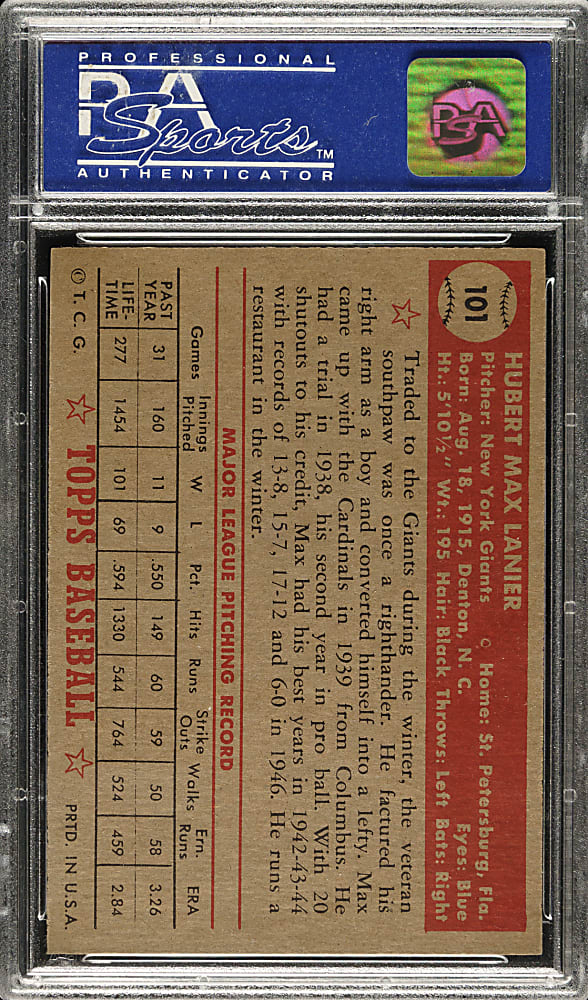 PROFESSIONAL
PSA
Sports™
AUTHENTICATOR
PSA
101
HUBERT MAX LANIER
Pitcher: New York Giants Home: St. Petersburg, Fla.
Born: Aug. 18, 1915, Denton, N. C. Eyes: Blue
Ht.: 5'10½" Wt.: 195 Hair: Black Throws: Left Bats: Right
Traded to the Giants during the winter, the veteran
southpaw was once a righthander. He factured his
right arm as a boy and converted himself into a lefty. Max
came up with the Cardinals in 1939 from Columbus. He
had a trial in 1938, his second year in pro ball. With 20
shutouts to his credit, Max had his best years in 1942-43-44
with records of 13-8, 15-7, 17-12 and 6-0 in 1946. He runs a
restaurant in the winter.
MAJOR LEAGUE PITCHING RECORD
Games Innings Pitched W L Pct. Hits Runs Strike Outs Walks Ern. Runs ERA
PAST YEAR 31 160 11 9 .550 149 60 59 50 58 3.26
LIFE-TIME 277 1454 101 69 .594 1330 544 764 524 459 2.84
© T. C. G. TOPPS BASEBALL PRTD. IN U.S.A.